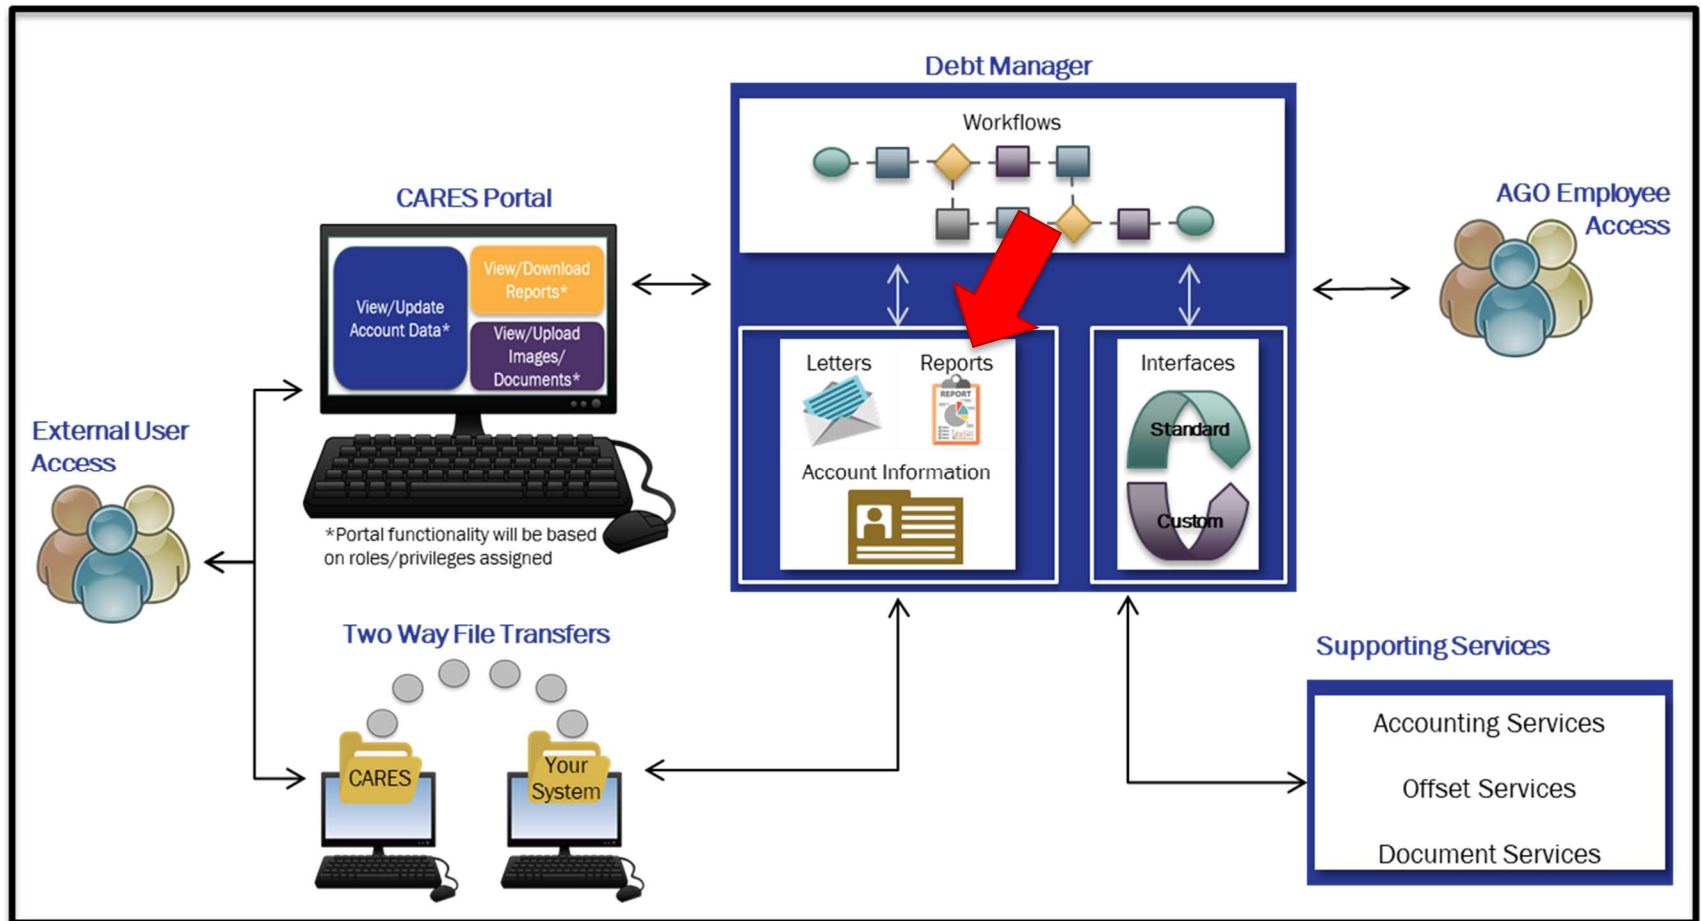 Debt Manager
Workflows
CARES Portal
View/Update
Account Data*
View/Download
Reports*
View/Upload
Images/
Documents*
*Portal functionality will be based
on roles/privileges assigned
AGO Employee
Access
Letters
Reports
REPORT
Account Information
Interfaces
Standard
Custom
External User
Access
Two Way File Transfers
CARES
Your
System
Supporting Services
Accounting Services
Offset Services
Document Services